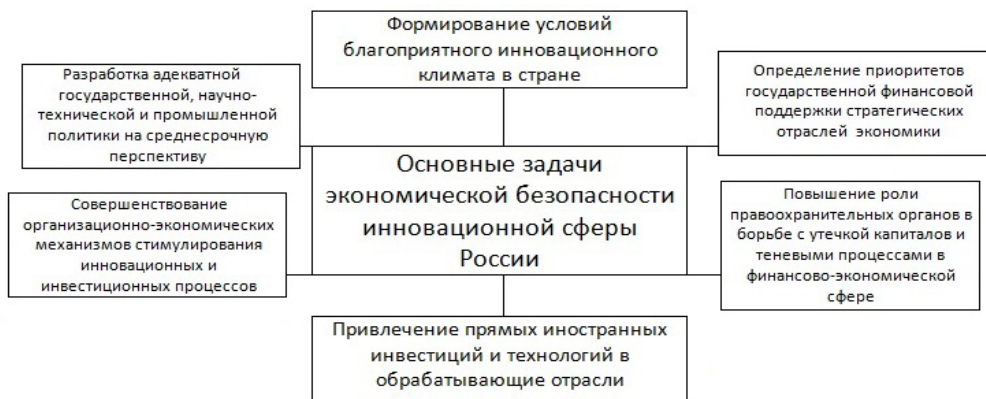 Формирование условий
благоприятного инновационного
климата в стране
Разработка адекватной
государственной, научно-
технической и промышленной
политики на среднесрочную
перспективу
Определение приоритетов
государственной финансовой
поддержки стратегических
отраслей экономики
Основные задачи
экономической безопасности
инновационной сферы
России
Совершенствование
организационно-экономических
механизмов стимулирования
инновационных и
инвестиционных процессов
Повышение роли
правоохранительных органов в
борьбе с утечкой капиталов и
теневыми процессами в
финансово-экономической
сфере
Привлечение прямых иностранных
инвестиций и технологий в
обрабатывающие отрасли